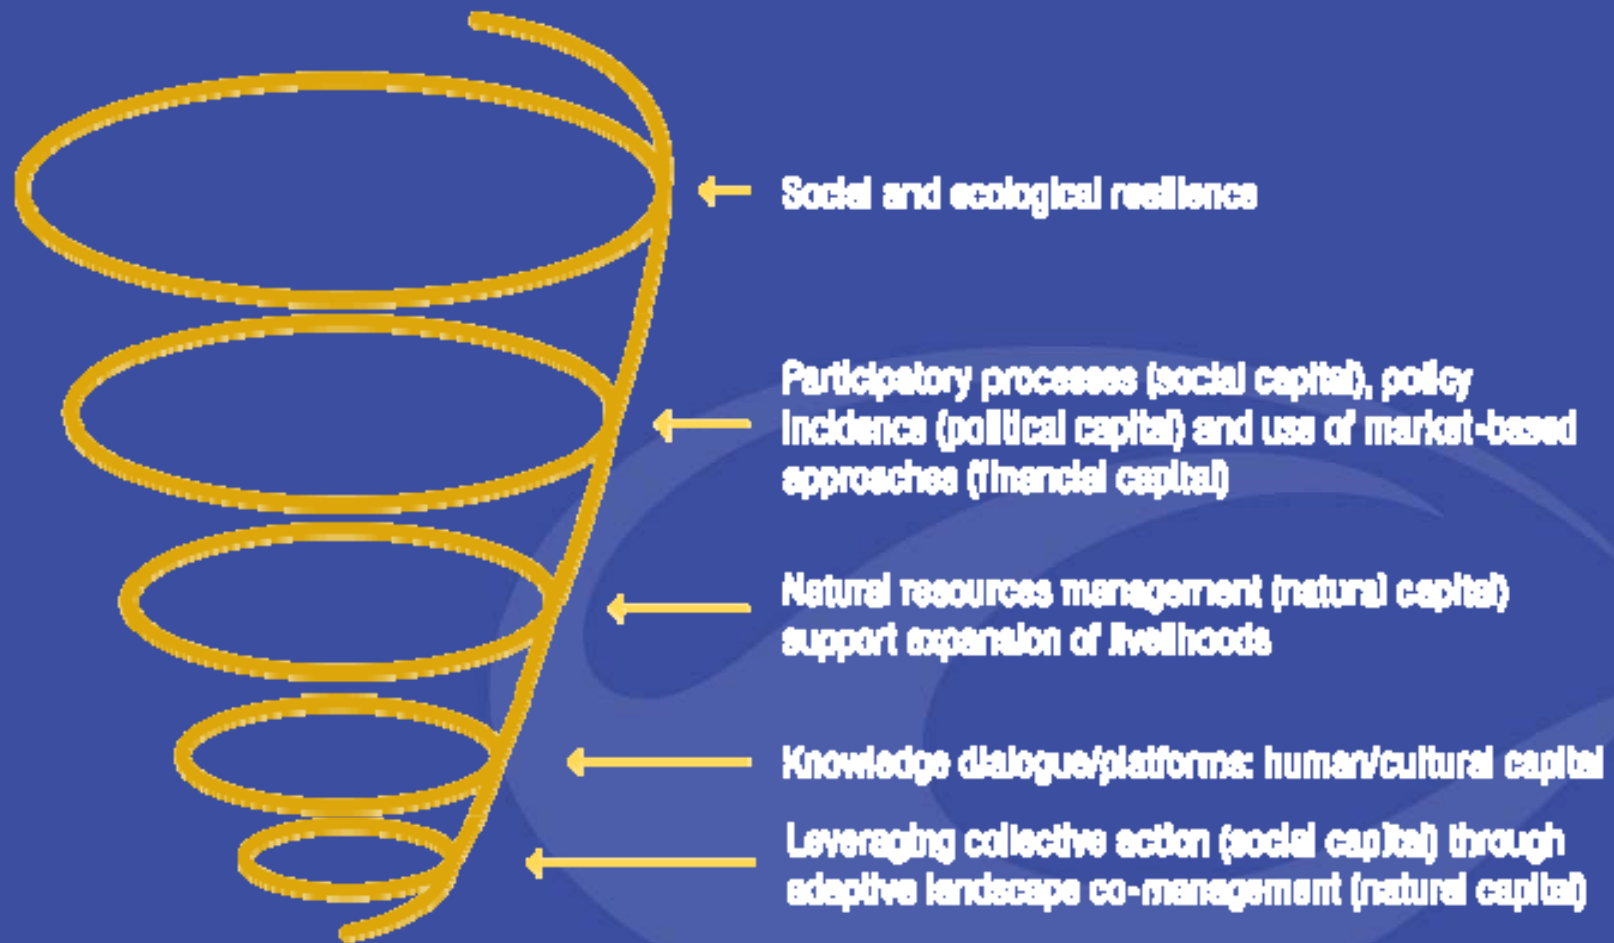 Social and ecological resilience
Participatory processes (social capital), policy
incidence (political capital) and use of market-based
approaches (financial capital)
Natural resources management (natural capital)
support expansion of livelihoods
Knowledge dialogue/platforms: human/cultural capital
Leveraging collective action (social capital) through
adaptive landscape co-management (natural capital)